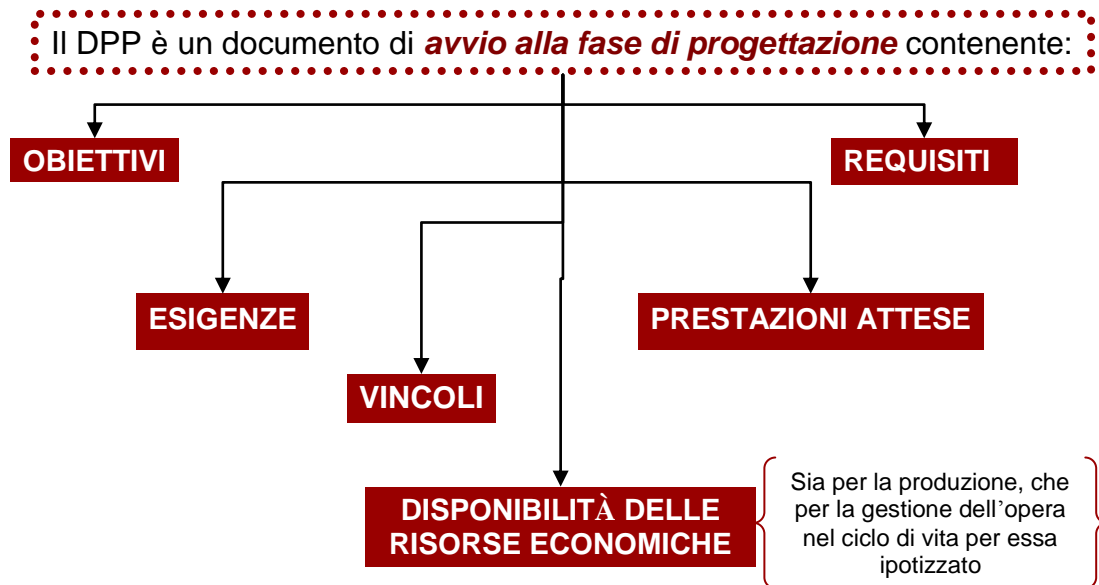 Il DPP è un documento di avvio alla fase di progettazione contenente:
OBIETTIVI
REQUISITI
ESIGENZE
PRESTAZIONI ATTESE
VINCOLI
DISPONIBILITÀ DELLE
RISORSE ECONOMICHE
Sia per la produzione, che
per la gestione dell'opera
nel ciclo di vita per essa
ipotizzato